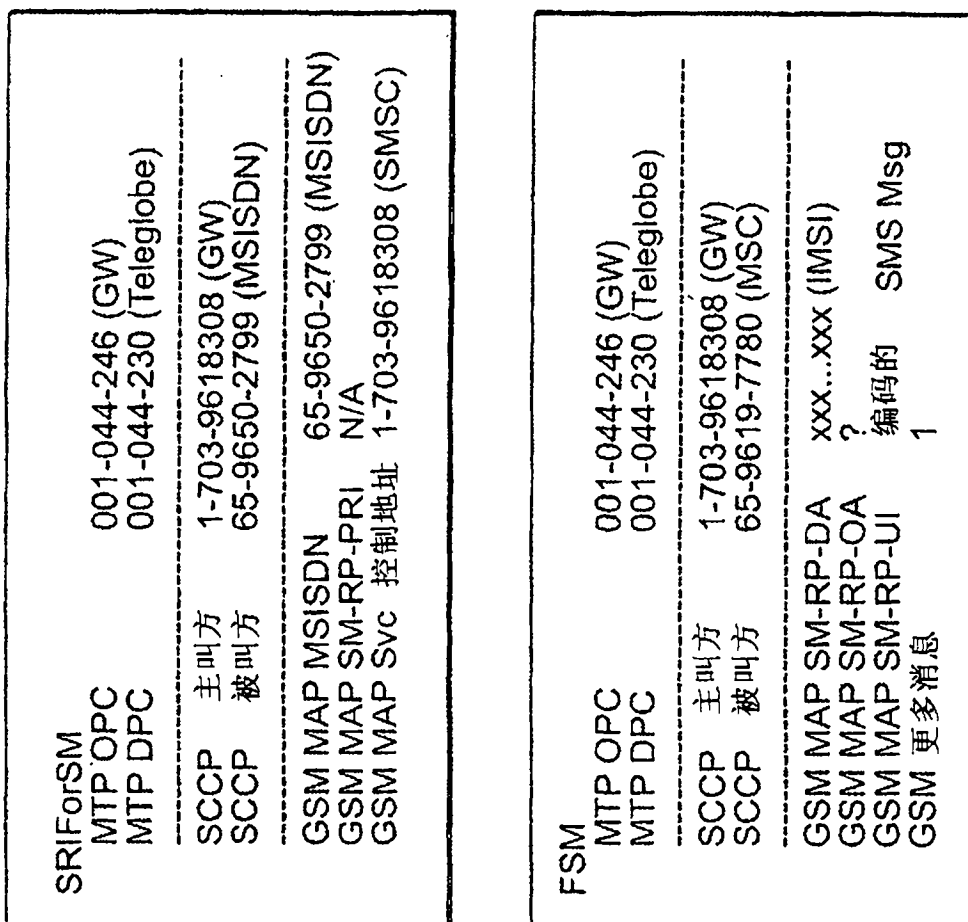 SRIForSM
MTP OPC 001-044-246 (GW)
MTP DPC 001-044-230 (Teleglobe)
SCCP 主叫方 1-703-9618308 (GW)
SCCP 被叫方 65-9650-2799 (MSISDN)
GSM MAP MSISDN 65-9650-2799 (MSISDN)
GSM MAP SM-RP-PRI N/A
GSM MAP Svc 控制地址 1-703-9618308 (SMSC)
FSM
MTP OPC 001-044-246 (GW)
MTP DPC 001-044-230 (Teleglobe)
SCCP 主叫方 1-703-9618308 (GW)
SCCP 被叫方 65-9619-7780 (MSC)
GSM MAP SM-RP-DA xxx...xxx (IMSI)
GSM MAP SM-RP-OA ?
GSM MAP SM-RP-UI 编码的 SMS Msg
GSM 更多消息 1